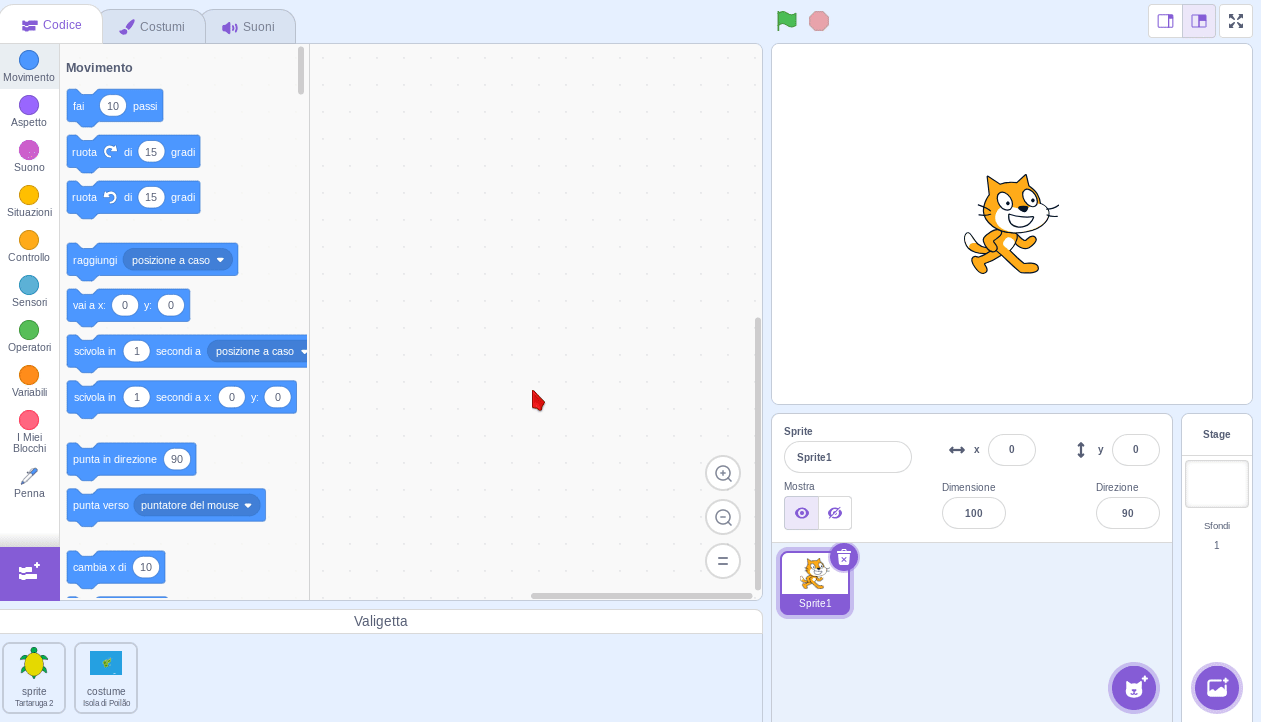 Codice
Costumi
Suoni
Movimento
Aspetto
Suono
Situazioni
Controllo
Sensori
Operatori
Variabili
I Miei
Blocchi
Penna
Movimento
fai 10 passi
ruota di 15 gradi
ruota di 15 gradi
raggiungi posizione a caso
vai a x: 0 y: 0
scivola in 1 secondi a posizione a caso
scivola in 1 secondi a x: 0 y: 0
punta in direzione 90
punta verso puntatore del mouse
cambia x di 10
Sprite
Sprite1
x 0
y 0
Mostra
Dimensione
100
Direzione
90
Sprite1
Stage
Sfondi
1
Valigetta
sprite
Tartaruga 2
costume
Isola di Poilão